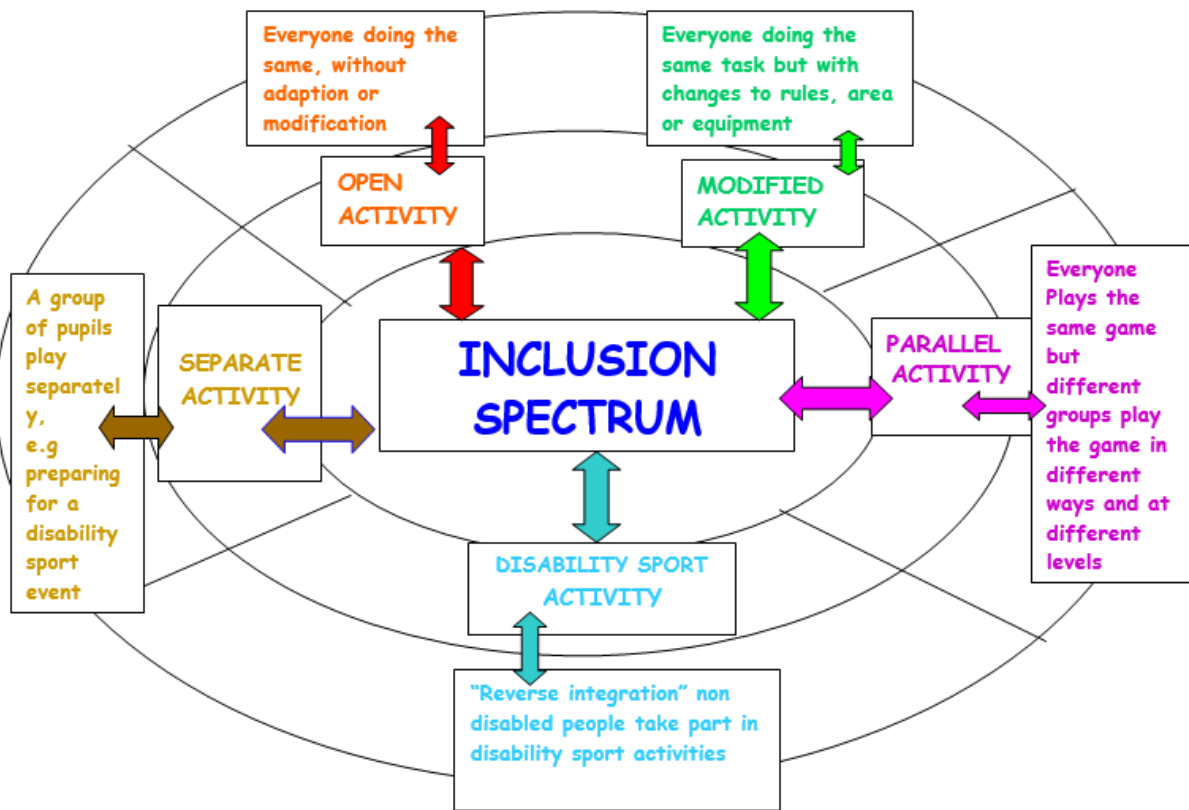 Everyone doing the
same, without
adaption or
modification
Everyone doing the
same task but with
changes to rules, area
or equipment
OPEN
ACTIVITY
MODIFIED
ACTIVITY
A group
of pupils
play
separatel
y,
e.g
preparing
for a
disability
sport
event
SEPARATE
ACTIVITY
INCLUSION
SPECTRUM
PARALLEL
ACTIVITY
Everyone
Plays the
same game
but
different
groups play
the game in
different
ways and at
different
levels
DISABILITY SPORT
ACTIVITY
“Reverse integration” non
disabled people take part in
disability sport activities